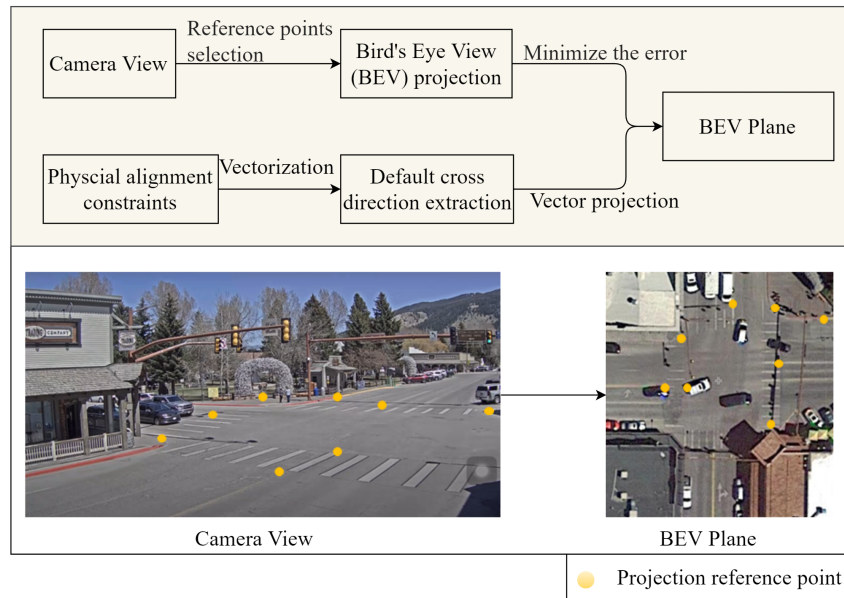 Camera View
Reference points
selection
Bird's Eye View
(BEV) projection
Minimize the error
BEV Plane
Physcial alignment
constraints
Vectorization
Default cross
direction extraction
Vector projection
Camera View
BEV Plane
Projection reference point